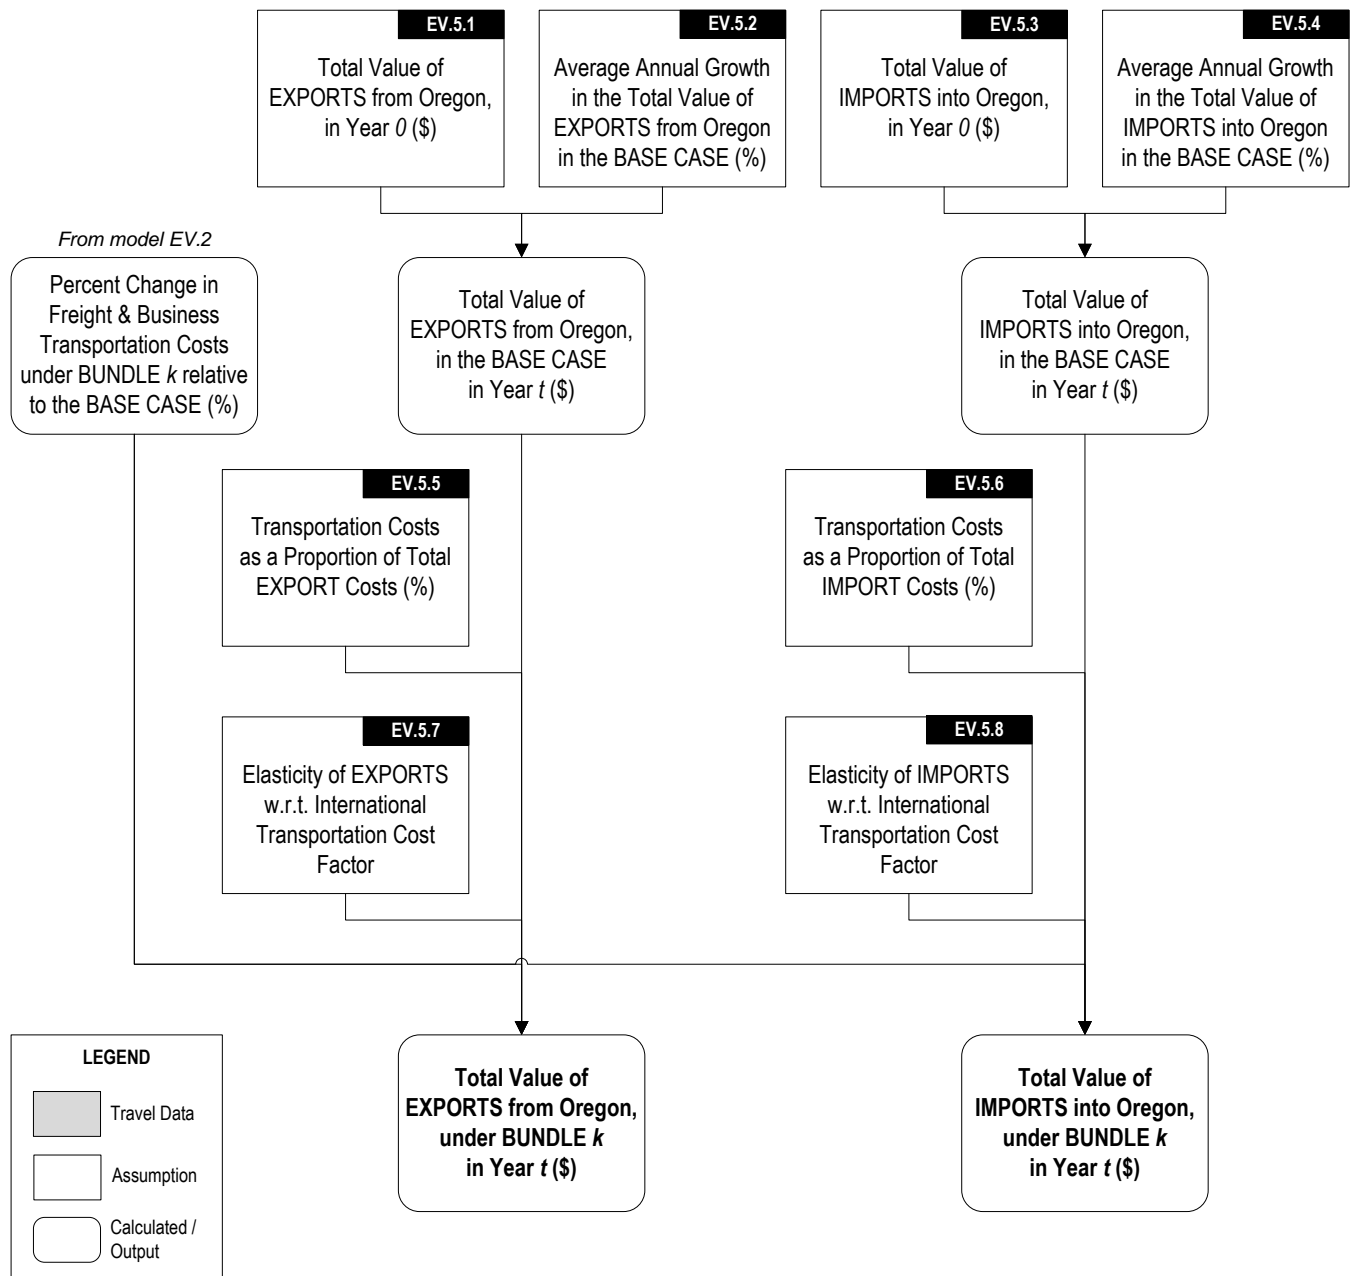 EV.5.1
Total Value of
EXPORTS from Oregon,
in Year 0 ($)
EV.5.2
Average Annual Growth
in the Total Value of
EXPORTS from Oregon
in the BASE CASE (%)
EV.5.3
Total Value of
IMPORTS into Oregon,
in Year 0 ($)
EV.5.4
Average Annual Growth
in the Total Value of
IMPORTS into Oregon
in the BASE CASE (%)
From model EV.2
Percent Change in
Freight & Business
Transportation Costs
under BUNDLE k relative
to the BASE CASE (%)
Total Value of
EXPORTS from Oregon,
in the BASE CASE
in Year t ($)
Total Value of
IMPORTS into Oregon,
in the BASE CASE
in Year t ($)
EV.5.5
Transportation Costs
as a Proportion of Total
EXPORT Costs (%)
EV.5.6
Transportation Costs
as a Proportion of Total
IMPORT Costs (%)
EV.5.7
Elasticity of EXPORTS
w.r.t. International
Transportation Cost
Factor
EV.5.8
Elasticity of IMPORTS
w.r.t. International
Transportation Cost
Factor
LEGEND
Travel Data
Assumption
Calculated /
Output
Total Value of
EXPORTS from Oregon,
under BUNDLE k
in Year t ($)
Total Value of
IMPORTS into Oregon,
under BUNDLE k
in Year t ($)